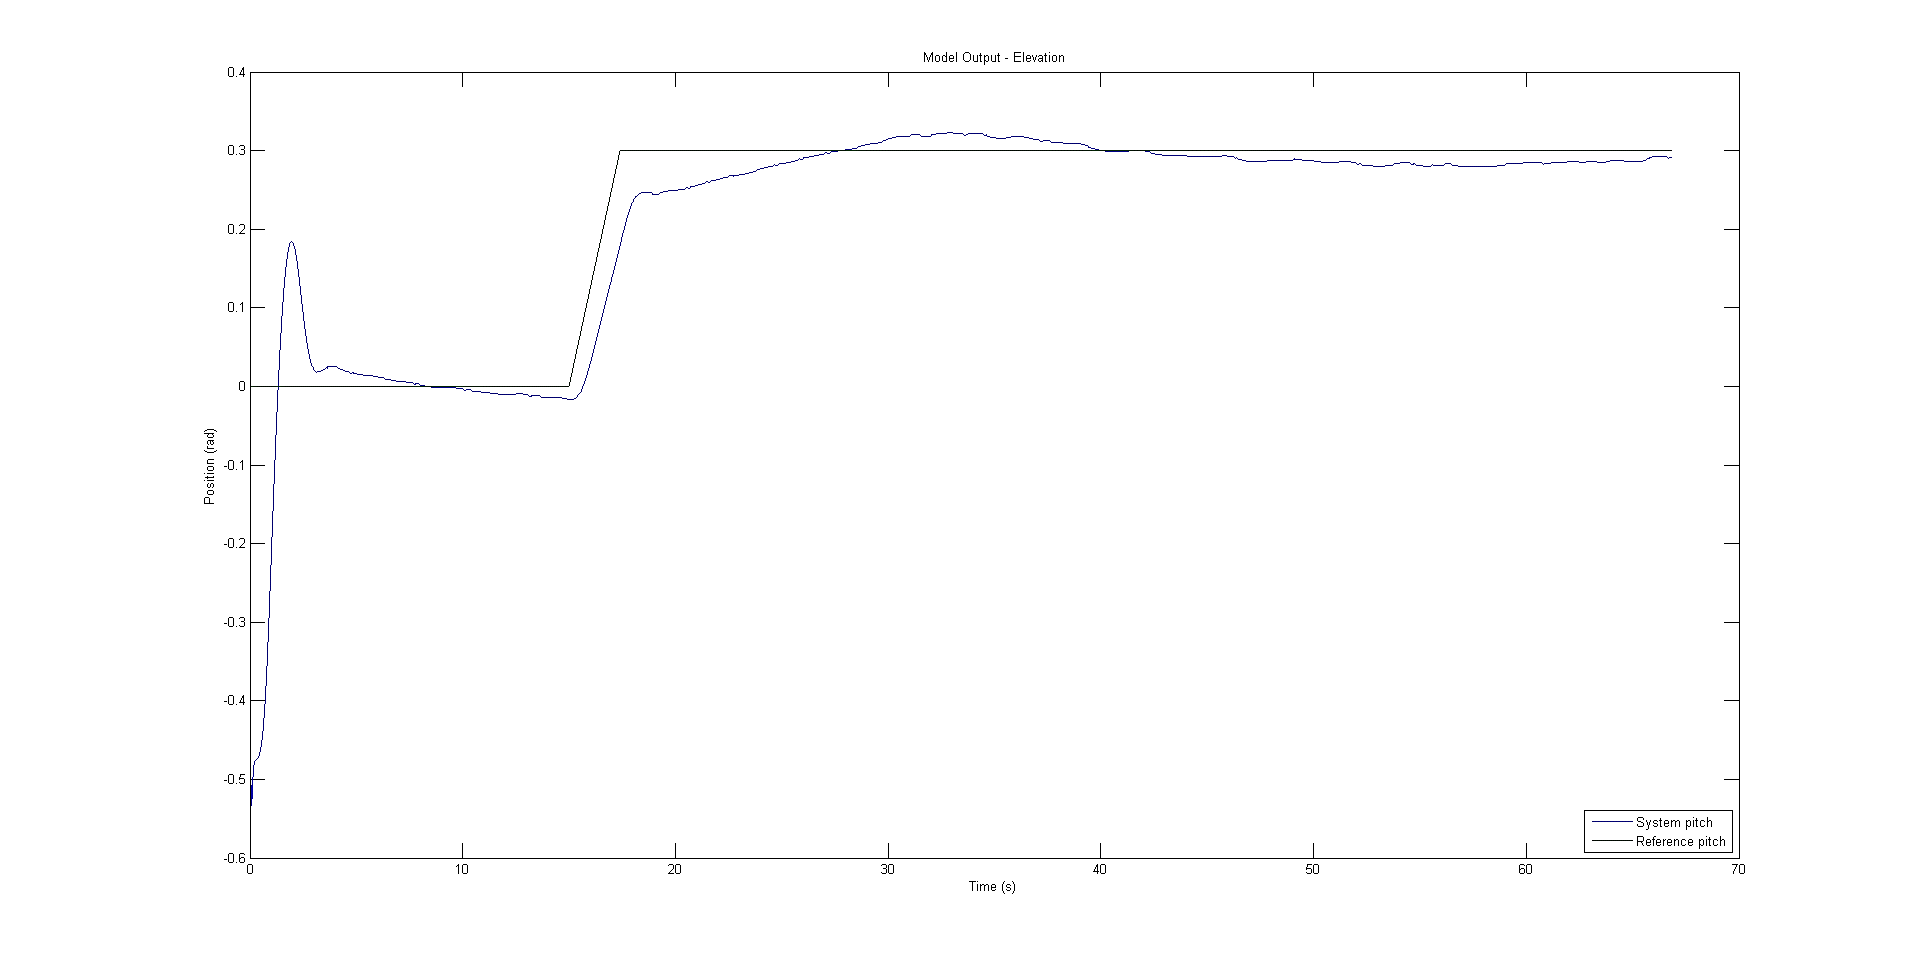 Model Output - Elevation
0.4
0.3
0.2
0.1
0
-0.1
-0.2
-0.3
-0.4
-0.5
-0.6
Position (rad)
0 10 20 30 40 50 60 70
Time (s)
System pitch
Reference pitch